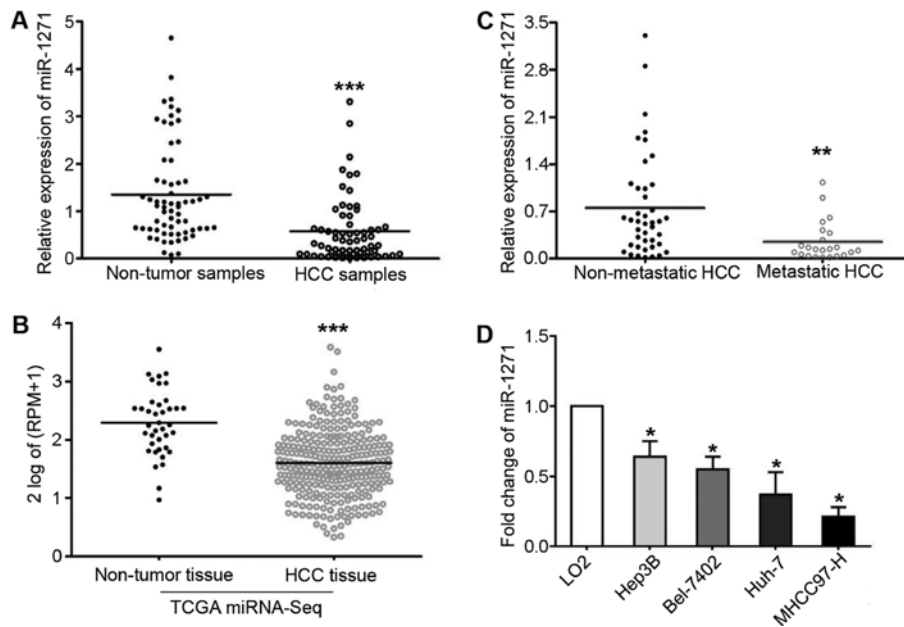 A
Relative expression of miR-1271
5
4
3
2
1
0
***
Non-tumor samples
HCC samples
C
Relative expression of miR-1271
3.5
2.8
2.1
1.4
0.7
0.0
**
Non-metastatic HCC
Metastatic HCC
B
2 log of (RPM+1)
4
3
2
1
0
***
Non-tumor tissue
HCC tissue
TCGA miRNA-Seq
D
Fold change of miR-1271
1.5
1.0
0.5
0.0
*
*
*
*
LO2
Hep3B
Bel-7402
Huh-7
MHCC97-H